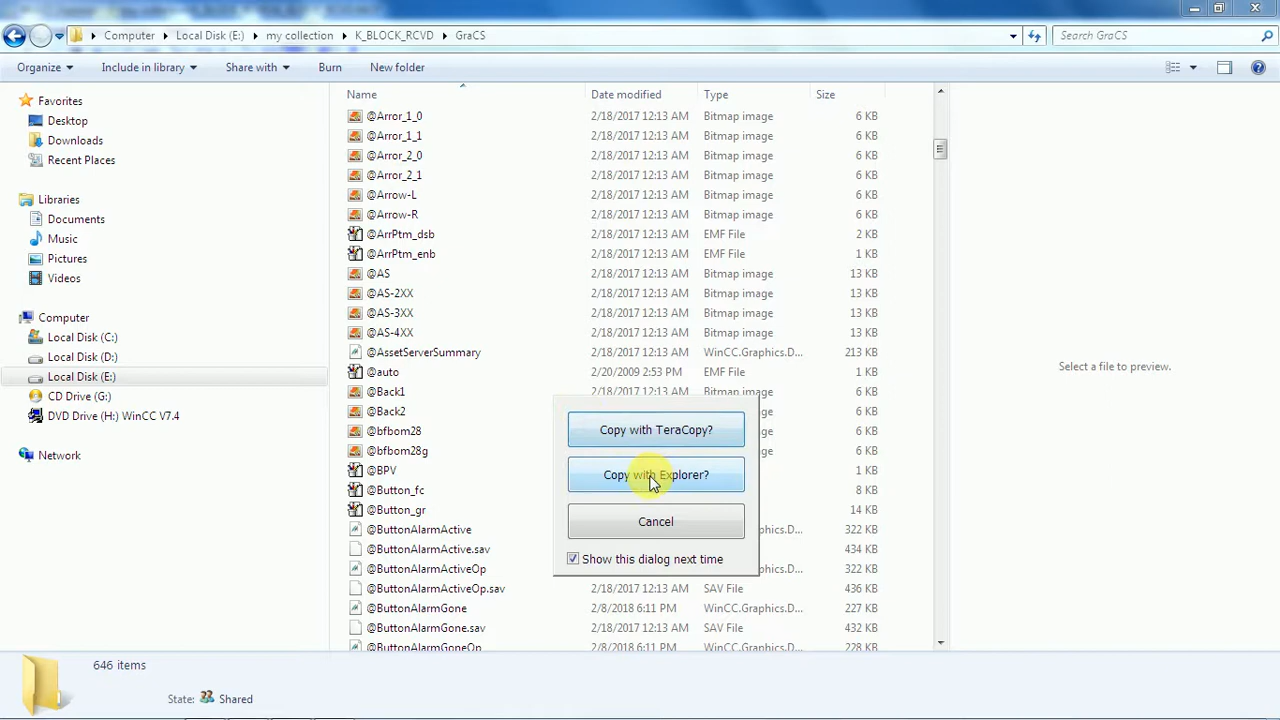 Computer Local Disk (E:) my collection K_BLOCK_RCVD GraCS Search GraCS
Organize Include in library Share with Burn New folder
Favorites
Desktop
Downloads
Recent Places
Libraries
Documents
Music
Pictures
Videos
Computer
Local Disk (C:)
Local Disk (D:)
Local Disk (E:)
CD Drive (G:)
DVD Drive (H:) WinCC V7.4
Network
Name Date modified Type Size
@Arror_1_0 2/18/2017 12:13 AM Bitmap image 6 KB
@Arror_1_1 2/18/2017 12:13 AM Bitmap image 6 KB
@Arror_2_0 2/18/2017 12:13 AM Bitmap image 6 KB
@Arror_2_1 2/18/2017 12:13 AM Bitmap image 6 KB
@Arrow-L 2/18/2017 12:13 AM Bitmap image 6 KB
@Arrow-R 2/18/2017 12:13 AM Bitmap image 6 KB
@ArrPtm_dsb 2/18/2017 12:13 AM EMF File 2 KB
@ArrPtm_enb 2/18/2017 12:13 AM EMF File 1 KB
@AS 2/18/2017 12:13 AM Bitmap image 13 KB
@AS-2XX 2/18/2017 12:13 AM Bitmap image 13 KB
@AS-3XX 2/18/2017 12:13 AM Bitmap image 13 KB
@AS-4XX 2/18/2017 12:13 AM Bitmap image 13 KB
@AssetServerSummary 2/18/2017 12:13 AM WinCC.Graphics.D... 213 KB
@auto 2/20/2009 2:53 PM EMF File 1 KB
@Back1 2/18/2017 12:13 AM Bitmap image 7 KB
@Back2 ge 7 KB
@bfbom28 ge 6 KB
@bfbom28g ge 6 KB
@BPV 1 KB
@Button_fc 8 KB
@Button_gr 14 KB
@ButtonAlarmActive aphics.D... 322 KB
@ButtonAlarmActive.sav 434 KB
@ButtonAlarmActiveOp aphics.D... 322 KB
@ButtonAlarmActiveOp.sav 2/18/2017 12:13 AM SAV File 436 KB
@ButtonAlarmGone 2/8/2018 6:11 PM WinCC.Graphics.D... 227 KB
@ButtonAlarmGone.sav 2/18/2017 12:13 AM SAV File 432 KB
@ButtonAlarmGoneOp 2/8/2018 6:11 PM WinCC.Graphics.D... 227 KB
Select a file to preview.
Copy with TeraCopy?
Copy with Explorer?
Cancel
Show this dialog next time
646 items
State: Shared